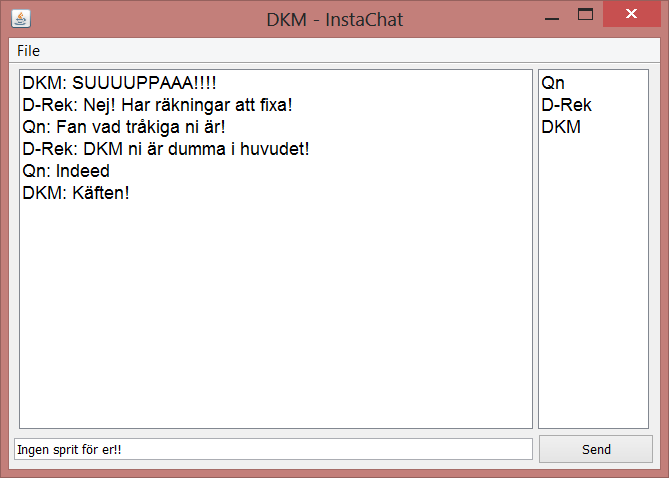 DKM - InstaChat
File
DKM: SUUUUPPAAA!!!!
D-Rek: Nej! Har räkningar att fixa!
Qn: Fan vad tråkiga ni är!
D-Rek: DKM ni är dumma i huvudet!
Qn: Indeed
DKM: Käften!
Qn
D-Rek
DKM
Ingen sprit för er!!
Send